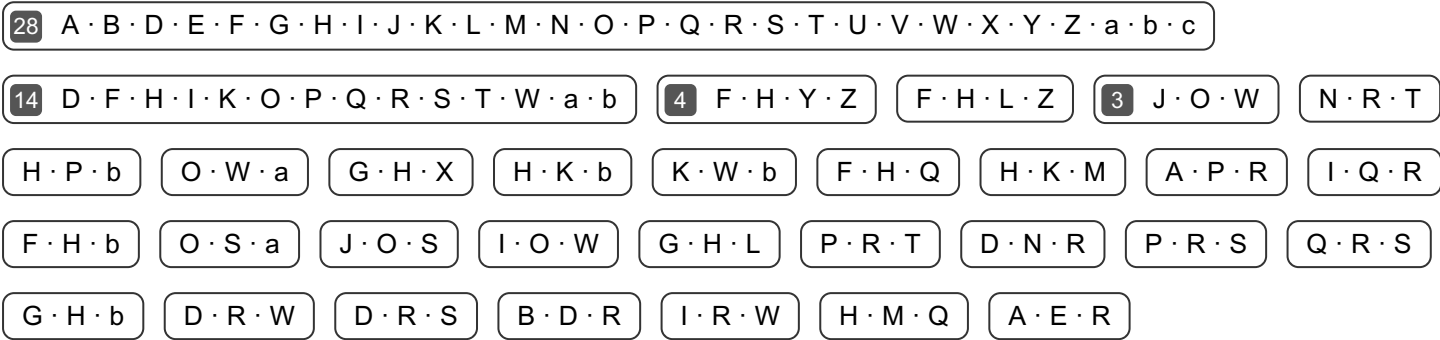 28 A · B · D · E · F · G · H · I · J · K · L · M · N · O · P · Q · R · S · T · U · V · W · X · Y · Z · a · b · c
14 D · F · H · I · K · O · P · Q · R · S · T · W · a · b 4 F · H · Y · Z F · H · L · Z 3 J · O · W N · R · T
H · P · b O · W · a G · H · X H · K · b K · W · b F · H · Q H · K · M A · P · R I · Q · R
F · H · b O · S · a J · O · S I · O · W G · H · L P · R · T D · N · R P · R · S Q · R · S
G · H · b D · R · W D · R · S B · D · R I · R · W H · M · Q A · E · R